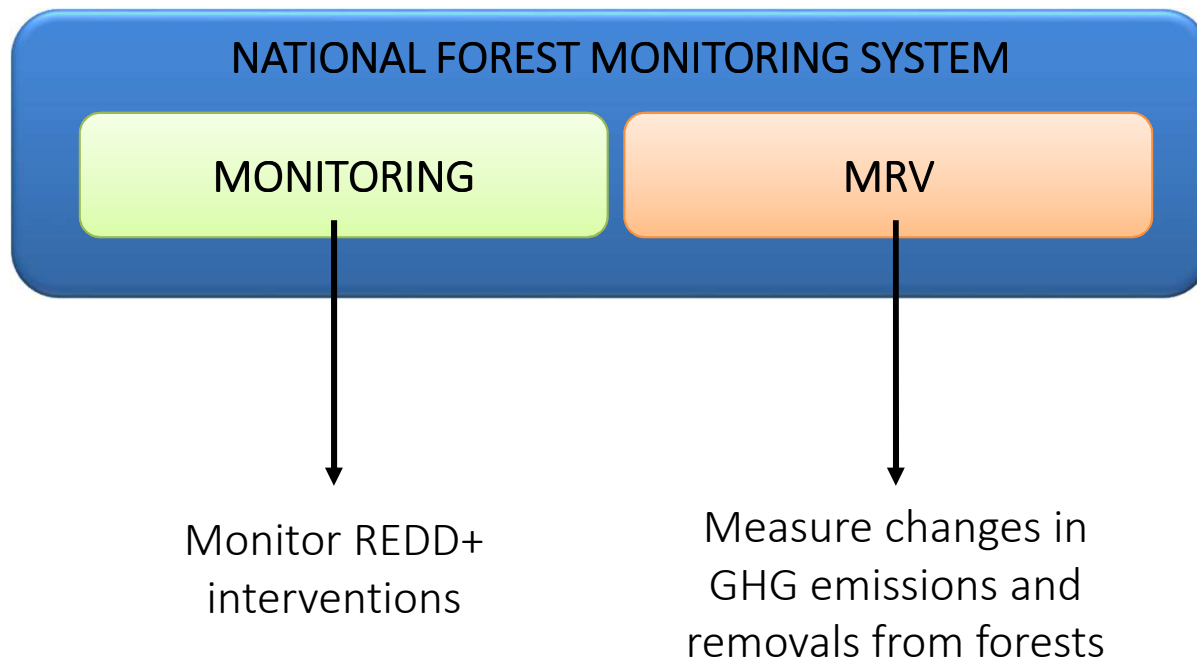 NATIONAL FOREST MONITORING SYSTEM
MONITORING
MRV
Monitor REDD+
interventions
Measure changes in
GHG emissions and
removals from forests